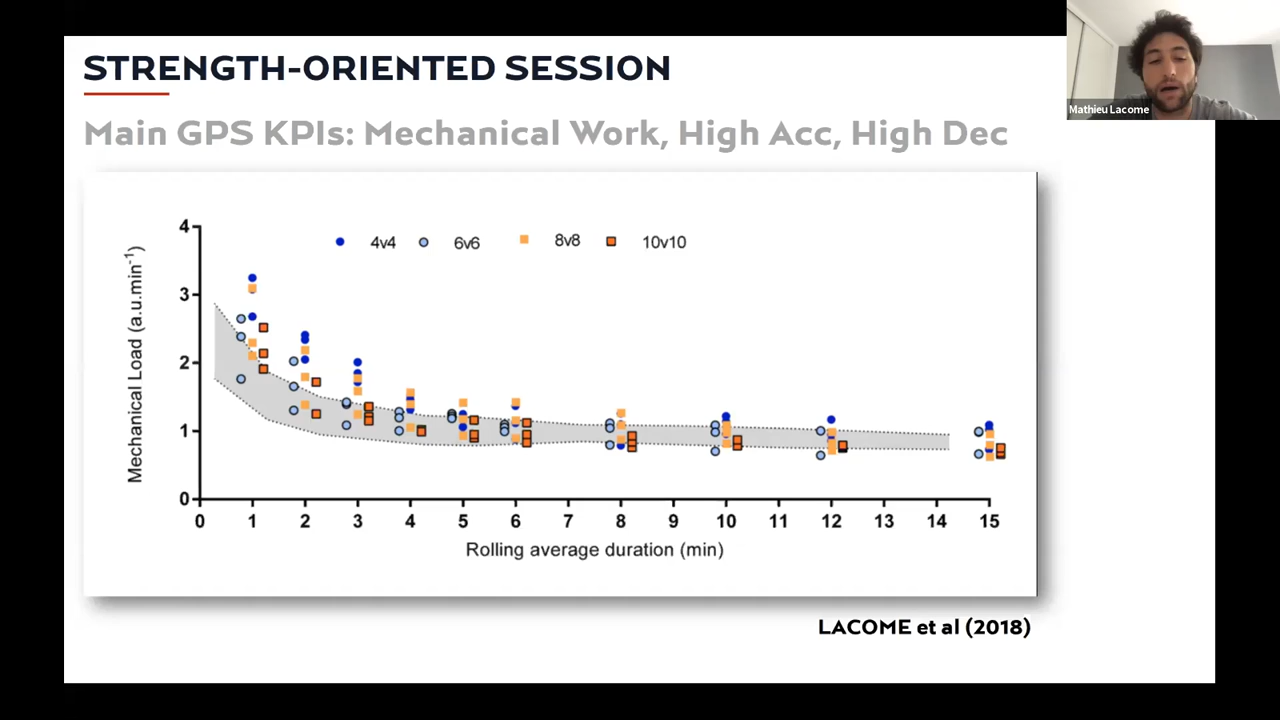 STRENGTH-ORIENTED SESSION
Mathieu Lacome
Main GPS KPIs: Mechanical Work, High Acc, High Dec
4v4 6v6 8v8 10v10
Mechanical Load (a.u.min-1)
4
3
2
1
0
0 1 2 3 4 5 6 7 8 9 10 11 12 13 14 15
Rolling average duration (min)
LACOME et al (2018)